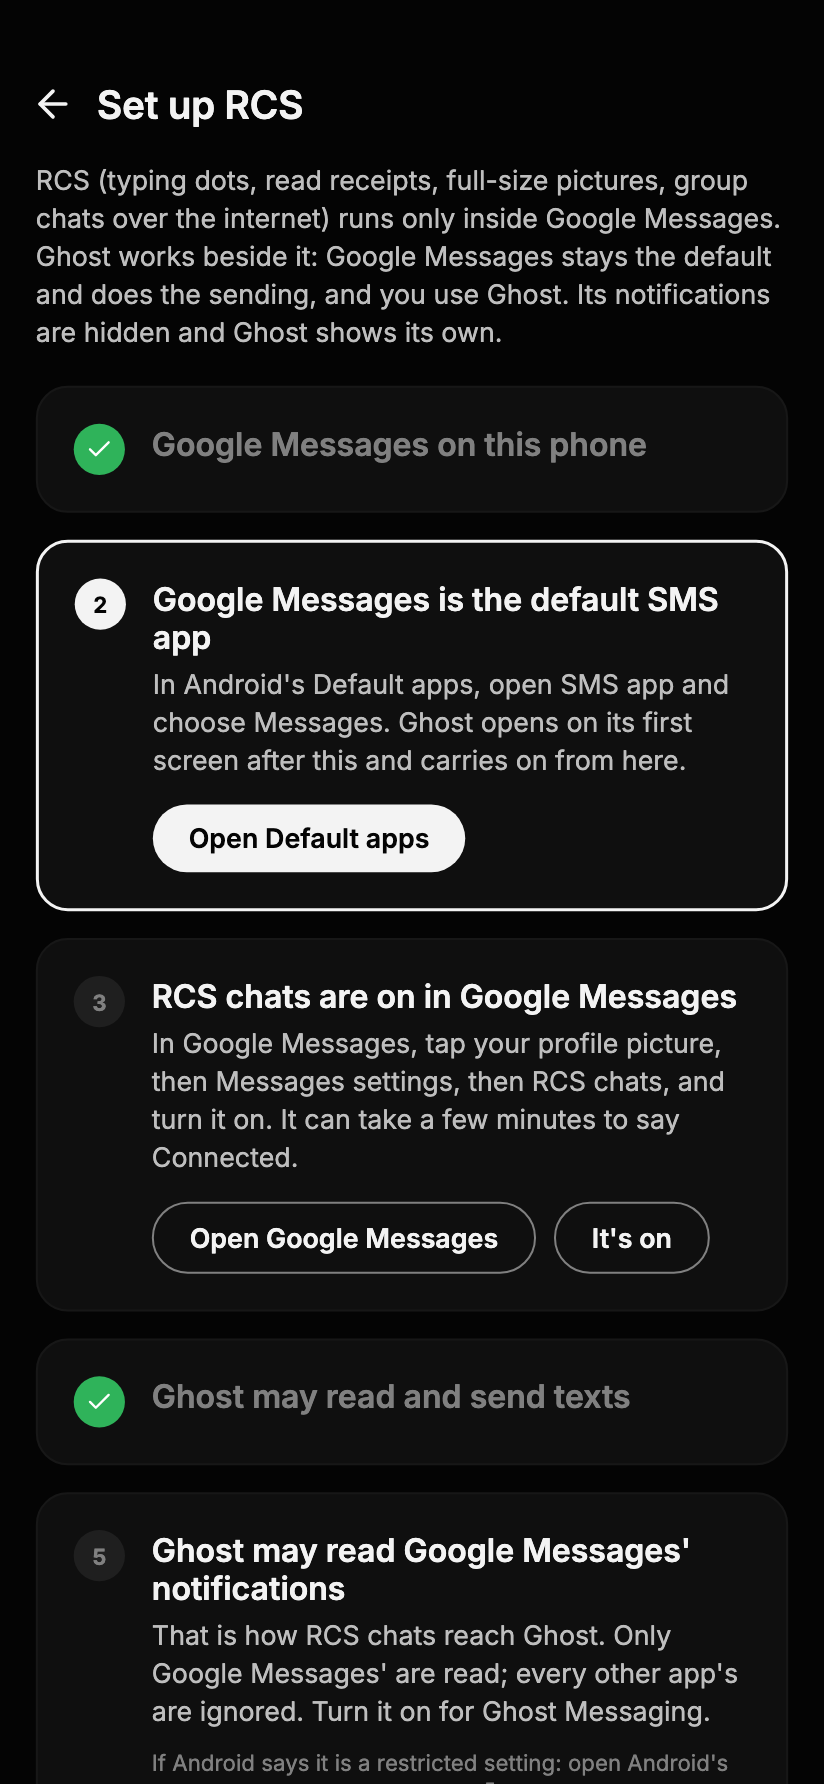 Set up RCS
RCS (typing dots, read receipts, full-size pictures, group
chats over the internet) runs only inside Google Messages.
Ghost works beside it: Google Messages stays the default
and does the sending, and you use Ghost. Its notifications
are hidden and Ghost shows its own.
Google Messages on this phone
2
Google Messages is the default SMS
app
In Android's Default apps, open SMS app and
choose Messages. Ghost opens on its first
screen after this and carries on from here.
Open Default apps
3
RCS chats are on in Google Messages
In Google Messages, tap your profile picture,
then Messages settings, then RCS chats, and
turn it on. It can take a few minutes to say
Connected.
Open Google Messages
It's on
Ghost may read and send texts
5
Ghost may read Google Messages'
notifications
That is how RCS chats reach Ghost. Only
Google Messages' are read; every other app's
are ignored. Turn it on for Ghost Messaging.
If Android says it is a restricted setting: open Android's